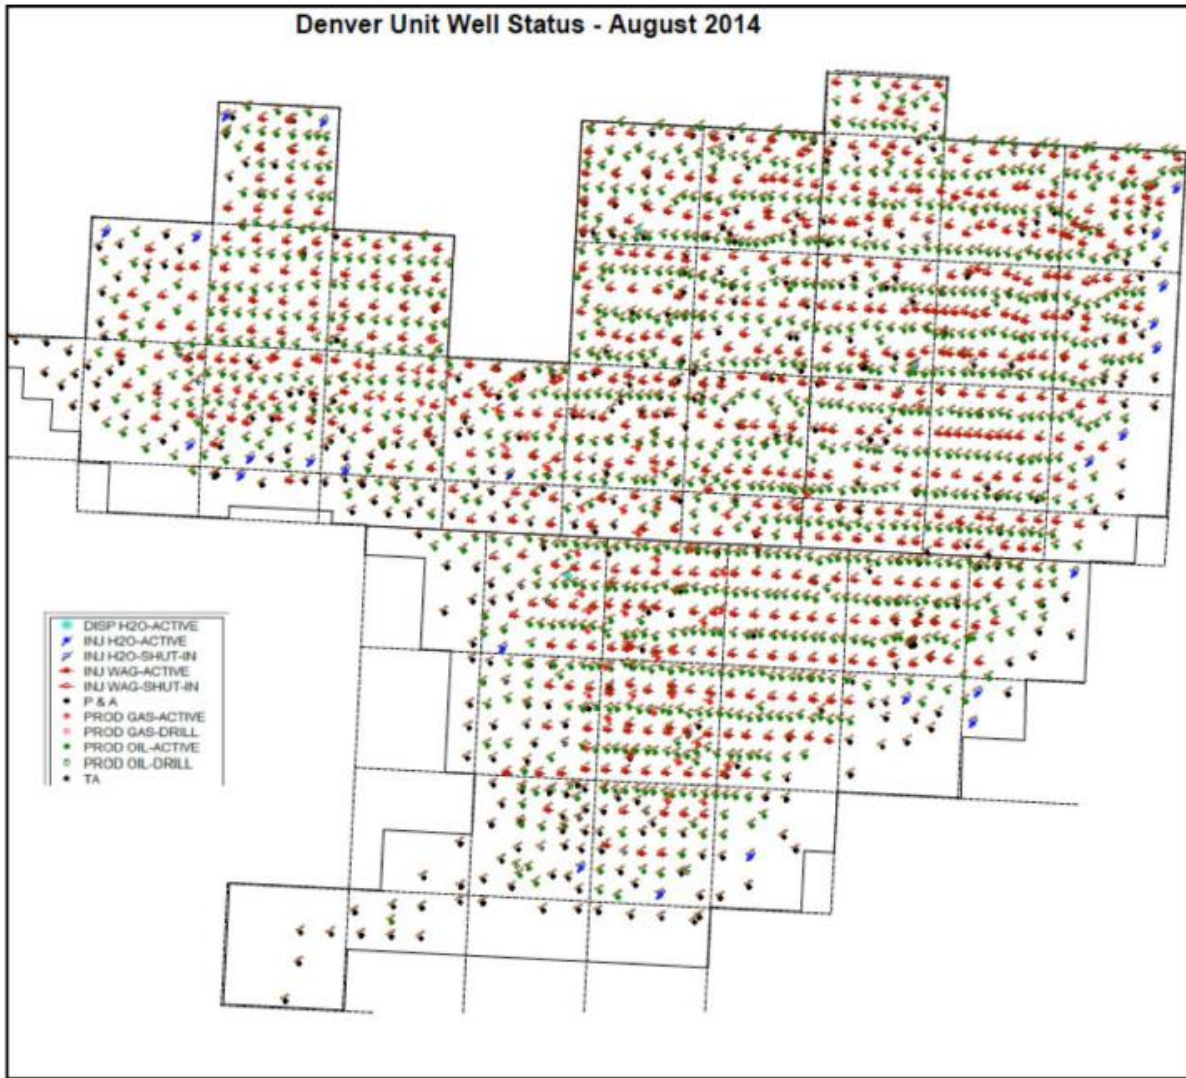 Denver Unit Well Status - August 2014
DISP H2O-ACTIVE
INJ H2O-ACTIVE
INJ H2O-SHUT-IN
INJ WAG-ACTIVE
INJ WAG-SHUT-IN
P & A
PROD GAS-ACTIVE
PROD GAS-DRILL
PROD OIL-ACTIVE
PROD OIL-DRILL
TA